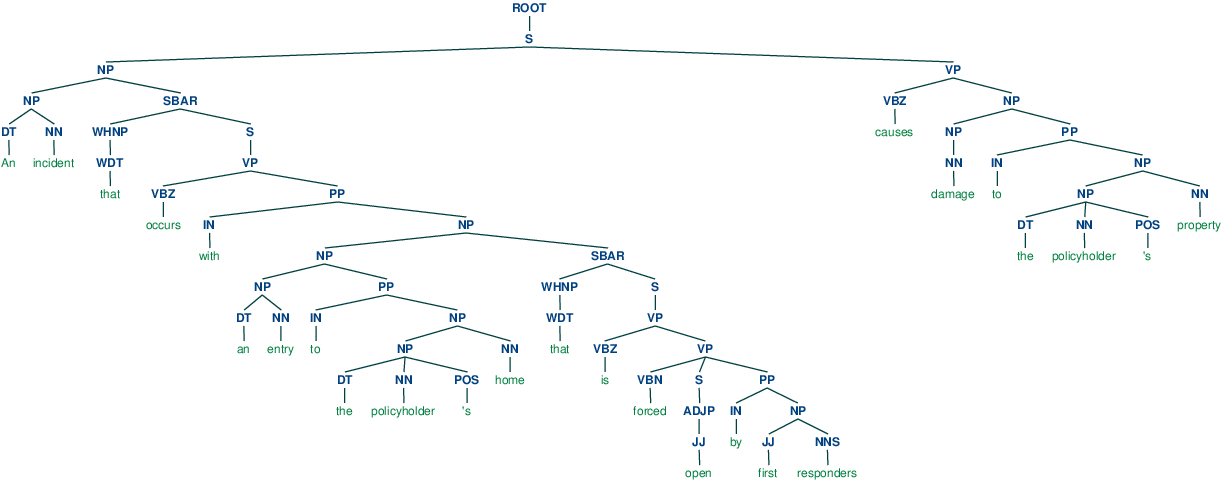 ROOT
S
NP VP
NP SBAR VBZ NP
DT NN WHNP S causes NP PP
An incident WDT VP NN IN NP
that VBZ PP damage to NP NN
occurs IN NP DT NN POS property
with NP SBAR the policyholder 's
NP PP WHNP S
DT NN IN NP WDT VP
an entry to NP NN that VBZ VP
DT NN POS home is VBN S PP
the policyholder 's forced ADJP IN NP
JJ by JJ NNS
open first responders